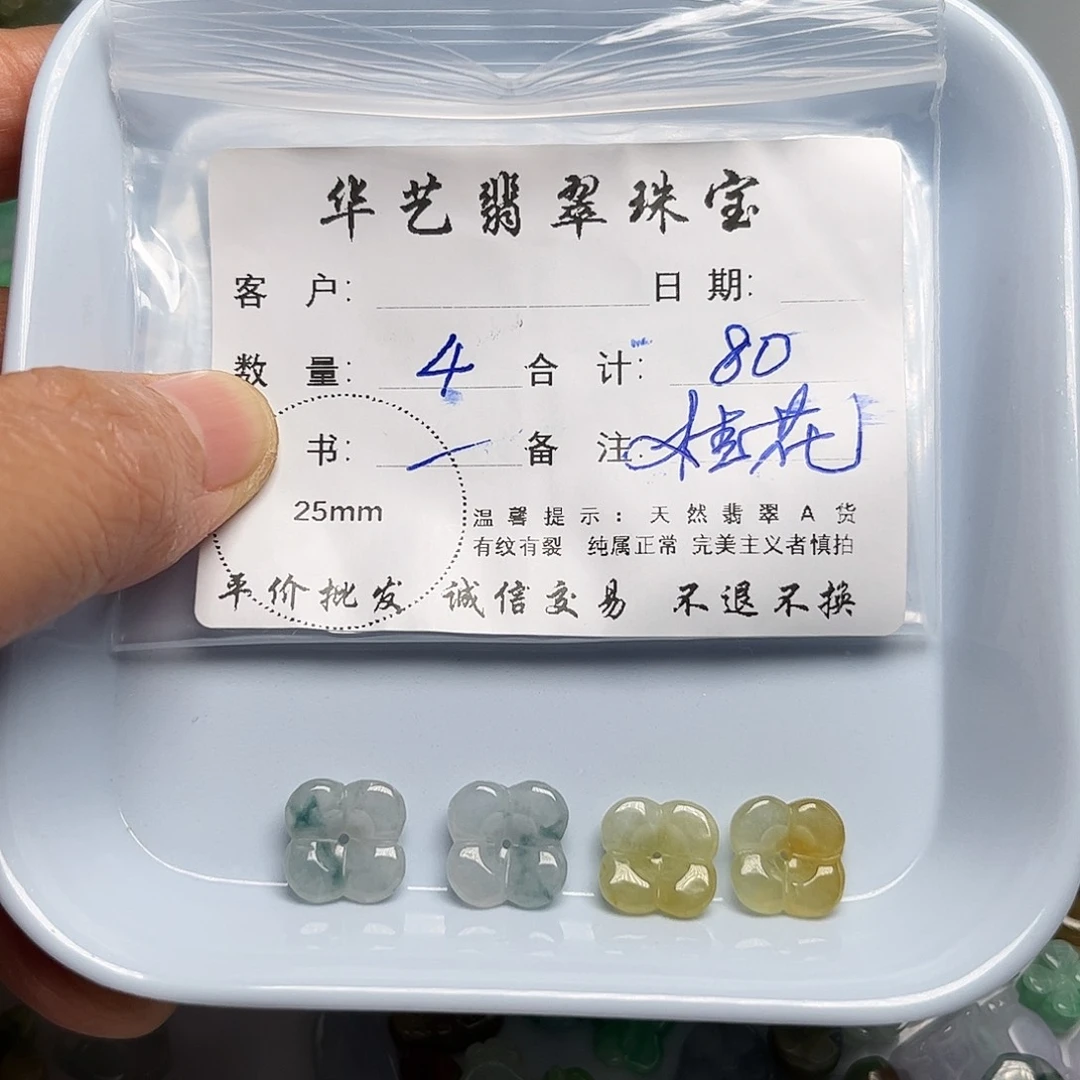 华艺翡翠珠宝
客户： 日期：
数量：4 合计：80
书：一 备注：桂花
25mm
温馨提示：天然翡翠A货
有纹有裂 纯属正常 完美主义者慎拍
平价批发 诚信交易 不退不换